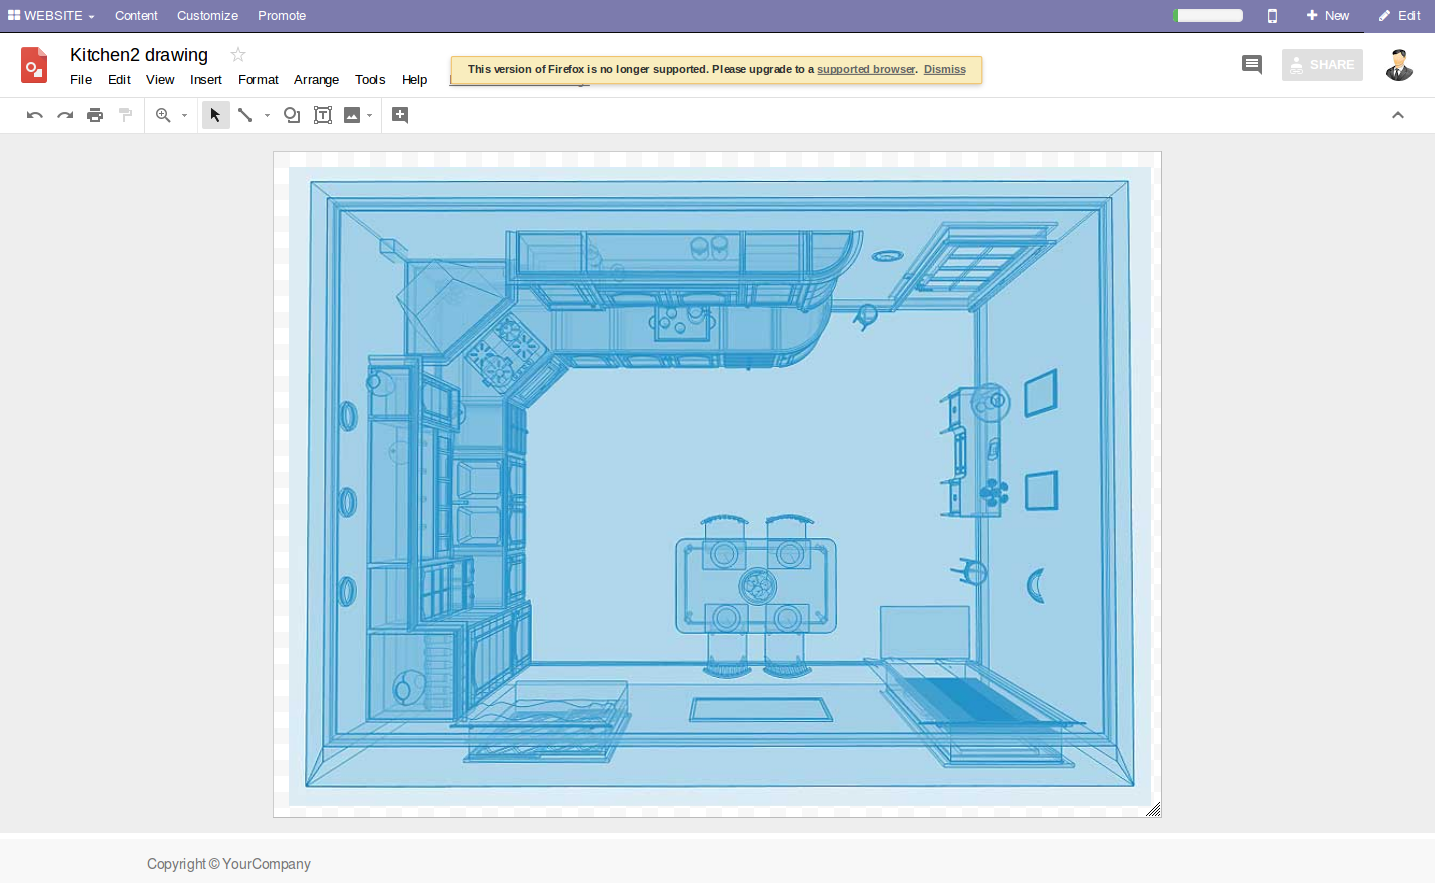 WEBSITE Content Customize Promote New Edit
Kitchen2 drawing
File Edit View Insert Format Arrange Tools Help
This version of Firefox is no longer supported. Please upgrade to a supported browser. Dismiss
SHARE
Copyright © YourCompany